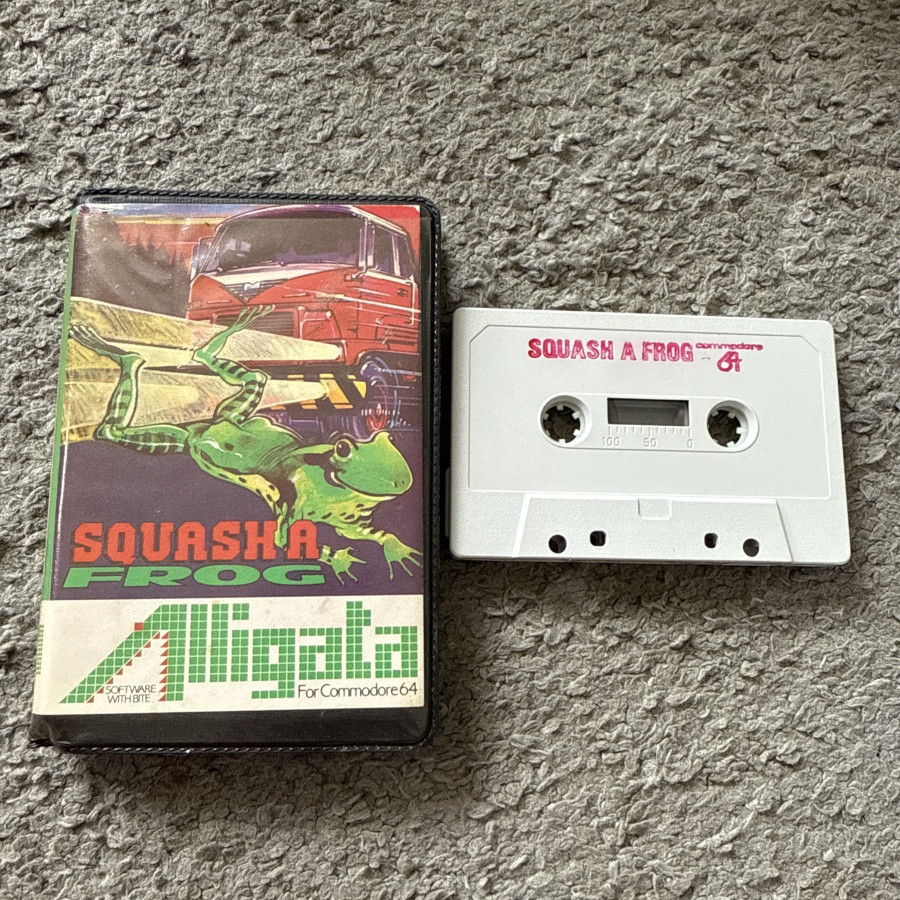 SQUASH A
FROG
Alligata
SOFTWARE
WITH BITE
For Commodore 64
SQUASH A FROG commodore
64
100 50 0